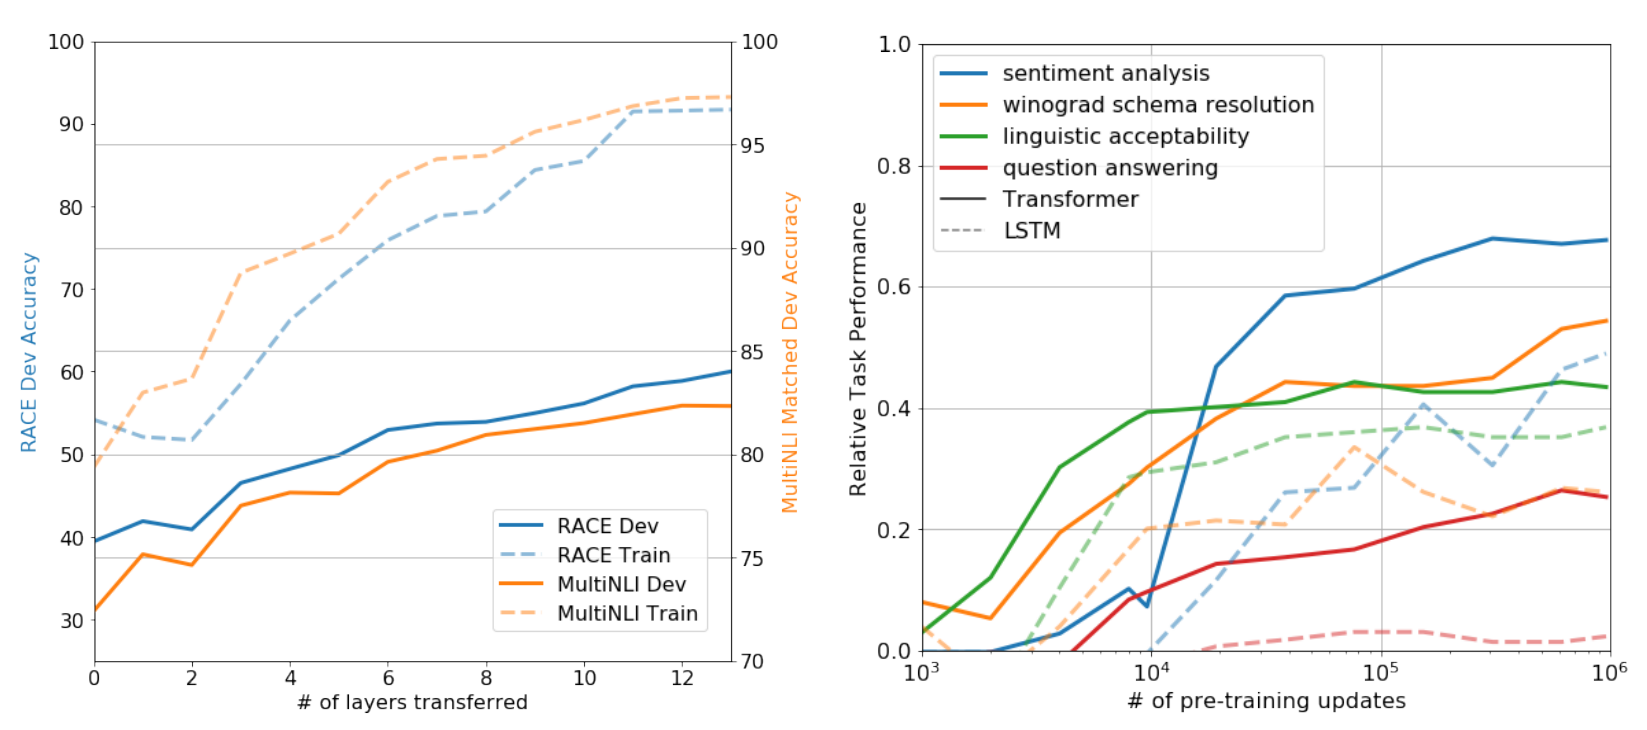 RACE Dev Accuracy
100
90
80
70
60
50
40
30
0 2 4 6 8 10 12
# of layers transferred
RACE Dev
RACE Train
MultiNLI Dev
MultiNLI Train
100
95
90
85
80
75
70
MultiNLI Matched Dev Accuracy
Relative Task Performance
1.0
0.8
0.6
0.4
0.2
0.0
sentiment analysis
winograd schema resolution
linguistic acceptability
question answering
Transformer
LSTM
10³ 10⁴ 10⁵ 10⁶
# of pre-training updates